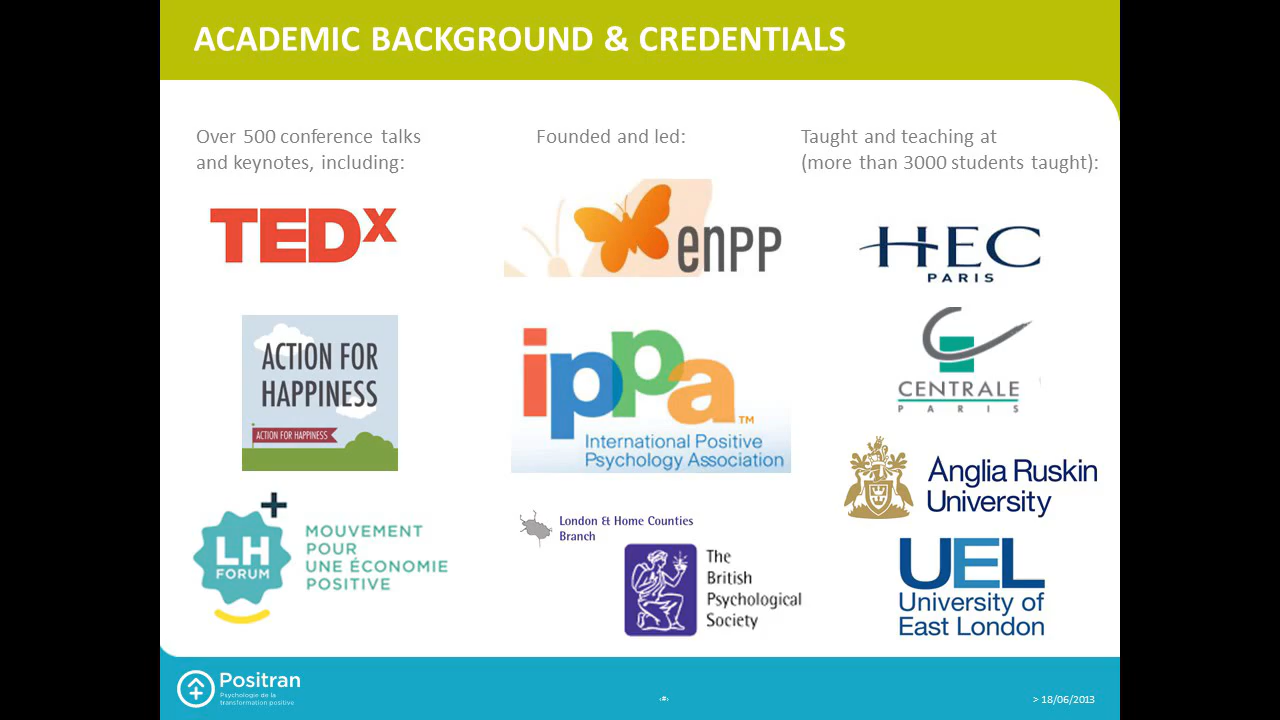 ACADEMIC BACKGROUND & CREDENTIALS
Over 500 conference talks
and keynotes, including:
TEDx
ACTION FOR
HAPPINESS
ACTION FOR HAPPINESS
LH
FORUM
MOUVEMENT
POUR
UNE ÉCONOMIE
POSITIVE
Founded and led:
enPP
ippa™
International Positive
Psychology Association
London & Home Counties
Branch
The
British
Psychological
Society
Taught and teaching at
(more than 3000 students taught):
HEC
PARIS
CENTRALE
PARIS
Anglia Ruskin
University
UEL
University of
East London
Positran
Psychologie de la
transformation positive
‹#›
> 18/06/2013